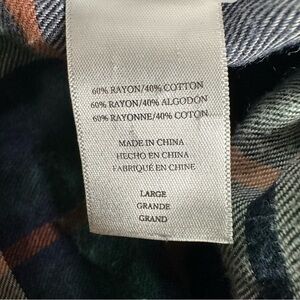 60% RAYON/40% COTTON
60% RAYON/40% ALGODÓN
60% RAYONNE/40% COTON
MADE IN CHINA
HECHO EN CHINA
FABRIQUÉ EN CHINE
LARGE
GRANDE
GRAND